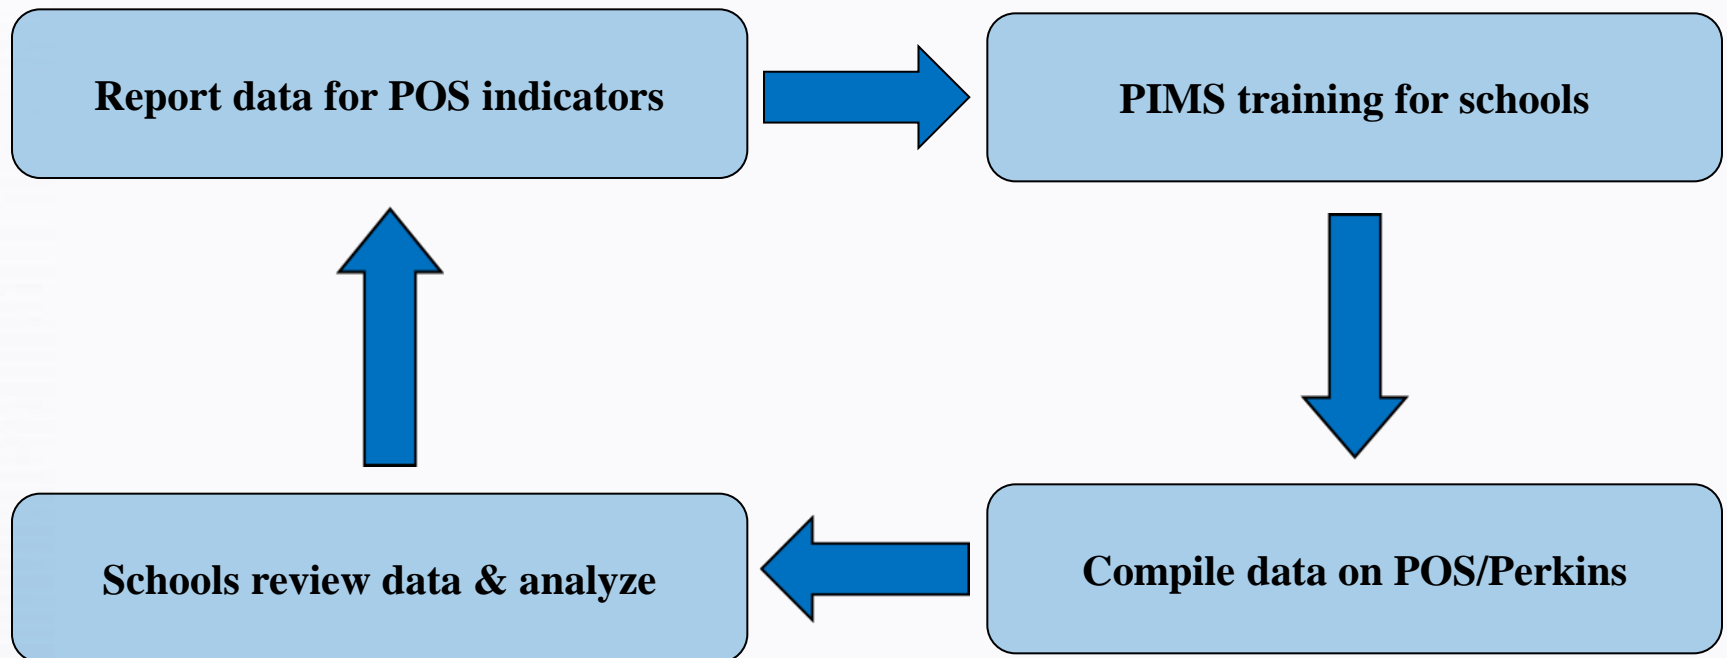 Report data for POS indicators
PIMS training for schools
Schools review data & analyze
Compile data on POS/Perkins